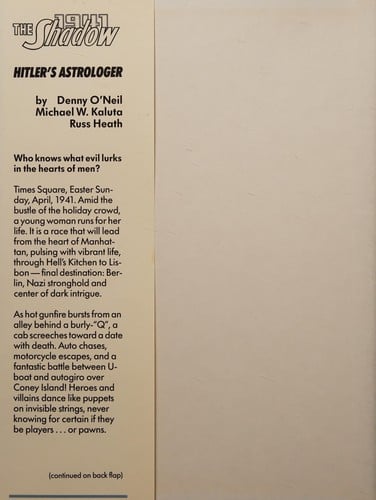 1941
THE Shadow
HITLER'S ASTROLOGER
by Denny O'Neil
Michael W. Kaluta
Russ Heath
Who knows what evil lurks
in the hearts of men?
Times Square, Easter Sun-
day, April, 1941. Amid the
bustle of the holiday crowd,
a young woman runs for her
life. It is a race that will lead
from the heart of Manhat-
tan, pulsing with vibrant life,
through Hell's Kitchen to Lis-
bon — final destination: Ber-
lin, Nazi stronghold and
center of dark intrigue.
As hot gunfire bursts from an
alley behind a burly-"Q", a
cab screeches toward a date
with death. Auto chases,
motorcycle escapes, and a
fantastic battle between U-
boat and autogiro over
Coney Island! Heroes and
villains dance like puppets
on invisible strings, never
knowing for certain if they
be players . . . or pawns.
(continued on back flap)